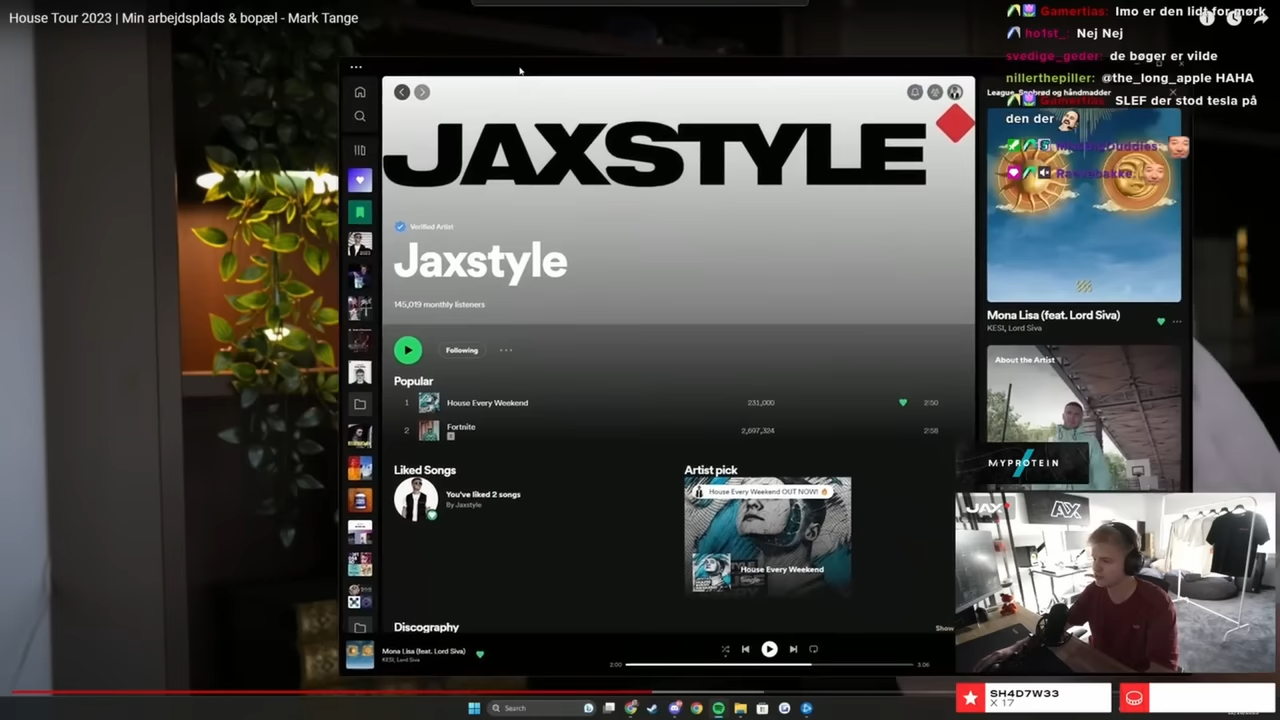 House Tour 2023 | Min arbejdsplads & bopæl - Mark Tange
Gamertias: Imo er den lidt for mørk
ho1st_: Nej Nej
svedige_geder: de bøger er vilde
nillerthepiller: @the_long_apple HAHA
Gamertias: SLEF der stod tesla på
den der
JAXSTYLE
Verified Artist
Jaxstyle
145,019 monthly listeners
Following
Popular
1 House Every Weekend 231,000 2:50
2 Fortnite 2,697,324 2:58
E
Liked Songs
You've liked 2 songs
By Jaxstyle
Artist pick
House Every Weekend OUT NOW!
House Every Weekend
Single
Discography
Show
Mona Lisa (feat. Lord Siva)
KESI, Lord Siva
About the Artist
MYPROTEIN
JAX
AX
Mona Lisa (feat. Lord Siva)
KESI, Lord Siva
2:00
3:06
SH4D7W33
X 17
Search